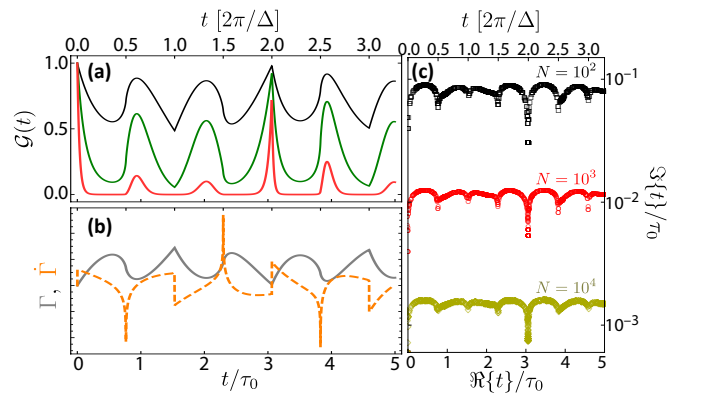 t [2π/Δ]
t [2π/Δ]
0.0 0.5 1.0 1.5 2.0 2.5 3.0
0.0 0.5 1.0 1.5 2.0 2.5 3.0
1.0
(a)
(c)
N = 10²
10⁻¹
𝒢(t)
0.5
0.0
N = 10³
10⁻²
ℑ{t}/τ₀
(b)
Γ, Γ̇
N = 10⁴
10⁻³
0 1 2 3 4 5
0 1 2 3 4 5
t/τ₀
ℜ{t}/τ₀